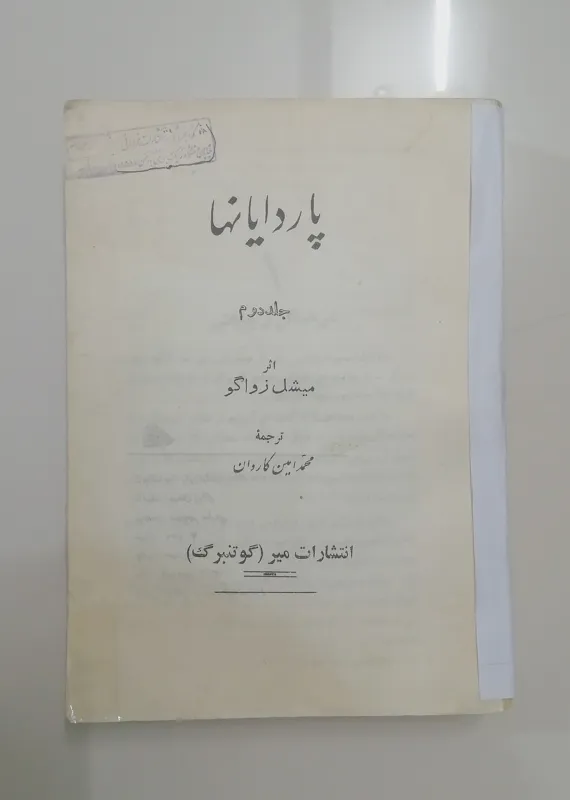 پاردایانها
جلد دوم
اثر
میشل زواگو
ترجمهٔ
محمد امین کاروان
انتشارات میر (گوتنبرگ)